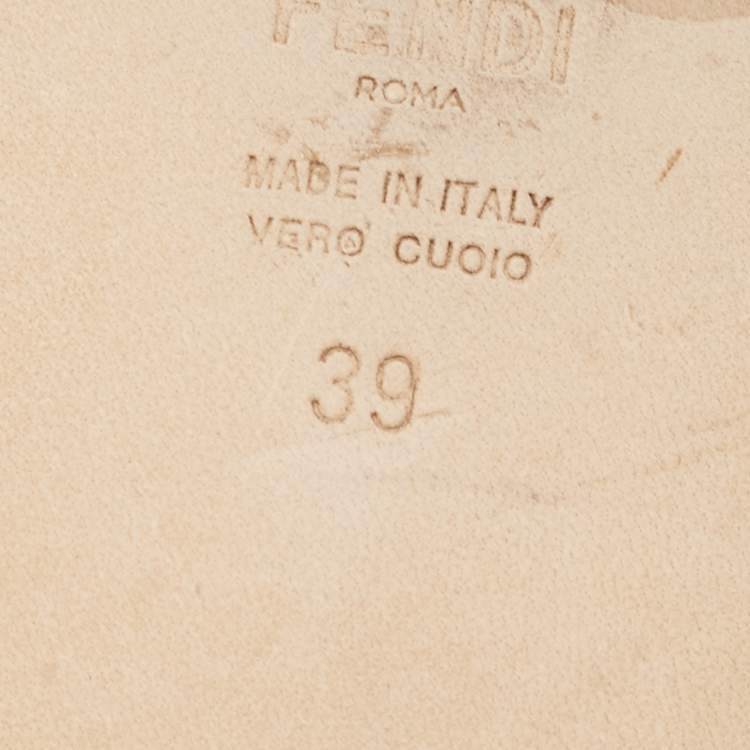 FENDI
ROMA
MADE IN ITALY
VERO CUOIO
39